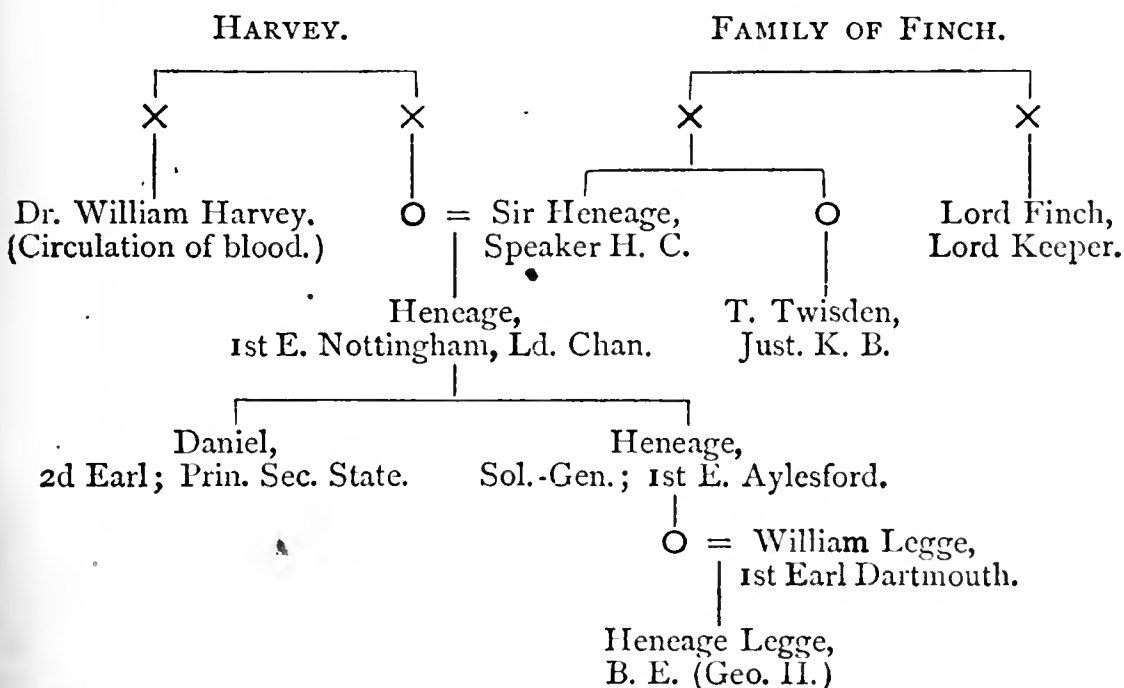 HARVEY. FAMILY OF FINCH.
× × × ×
Dr. William Harvey. O = Sir Heneage, O Lord Finch,
(Circulation of blood.) Speaker H. C. Lord Keeper.
Heneage, T. Twisden,
1st E. Nottingham, Ld. Chan. Just. K. B.
Daniel, Heneage,
2d Earl; Prin. Sec. State. Sol.-Gen.; 1st E. Aylesford.
O = William Legge,
1st Earl Dartmouth.
Heneage Legge,
B. E. (Geo. II.)